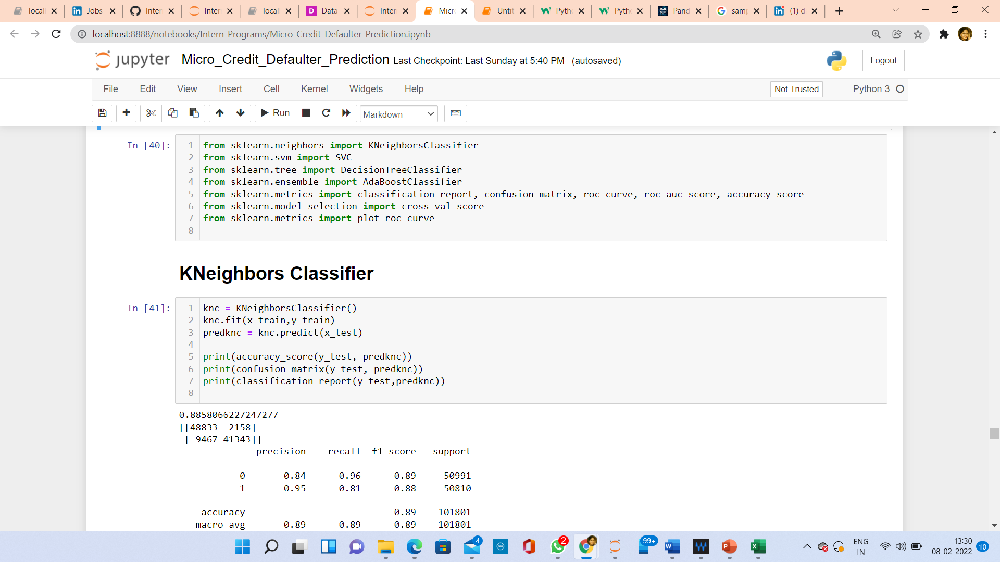 locall
Jobs
Inter
Inter
locall
Data
Inter
Micr
Untit
Pyth
Pyth
Pand
samp
(1) d
localhost:8888/notebooks/Intern_Programs/Micro_Credit_Defaulter_Prediction.ipynb
jupyter Micro_Credit_Defaulter_Prediction Last Checkpoint: Last Sunday at 5:40 PM (autosaved)
Logout
File Edit View Insert Cell Kernel Widgets Help
Not Trusted
Python 3
Run
Markdown
In [40]:
1 from sklearn.neighbors import KNeighborsClassifier
2 from sklearn.svm import SVC
3 from sklearn.tree import DecisionTreeClassifier
4 from sklearn.ensemble import AdaBoostClassifier
5 from sklearn.metrics import classification_report, confusion_matrix, roc_curve, roc_auc_score, accuracy_score
6 from sklearn.model_selection import cross_val_score
7 from sklearn.metrics import plot_roc_curve
8
KNeighbors Classifier
In [41]:
1 knc = KNeighborsClassifier()
2 knc.fit(x_train,y_train)
3 predknc = knc.predict(x_test)
4
5 print(accuracy_score(y_test, predknc))
6 print(confusion_matrix(y_test, predknc))
7 print(classification_report(y_test,predknc))
8
0.8858066227247277
[[48833 2158]
[ 9467 41343]]
precision recall f1-score support
0 0.84 0.96 0.89 50991
1 0.95 0.81 0.88 50810
accuracy 0.89 101801
macro avg 0.89 0.89 0.89 101801
4
2
99+
ENG
IN
13:30
08-02-2022
10